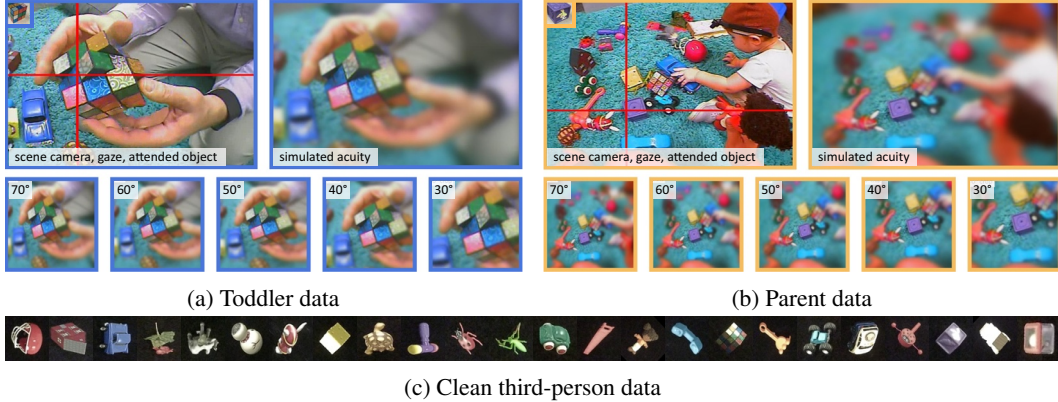 scene camera, gaze, attended object
simulated acuity
70°
60°
50°
40°
30°
(a) Toddler data
scene camera, gaze, attended object
simulated acuity
70°
60°
50°
40°
30°
(b) Parent data
(c) Clean third-person data